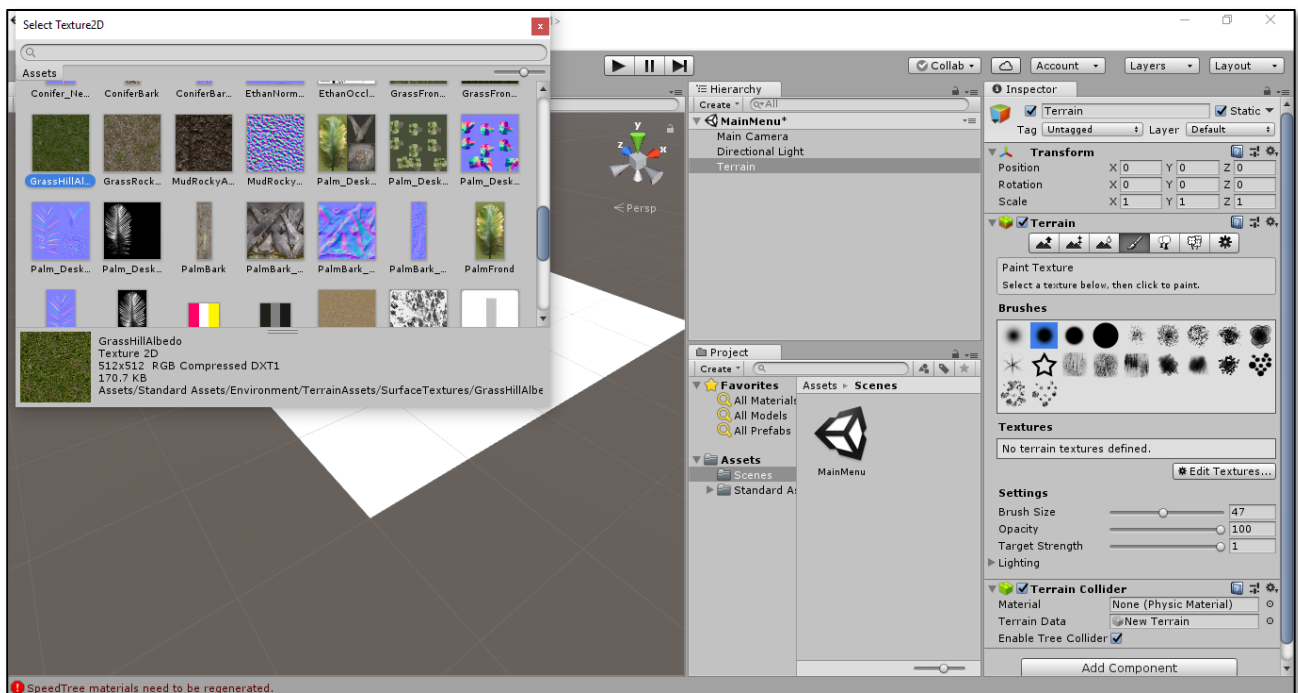 Select Texture2D
x
Assets
Conifer_Ne... ConiferBark ConiferBar... EthanNorm... EthanOccl... GrassFron... GrassFron...
GrassHillAl... GrassRock... MudRockyA... MudRocky... Palm_Desk... Palm_Desk... Palm_Desk...
Palm_Desk... Palm_Desk... PalmBark PalmBark_... PalmBark_... PalmBark_... PalmFrond
GrassHillAlbedo
Texture 2D
512x512 RGB Compressed DXT1
170.7 KB
Assets/Standard Assets/Environment/TerrainAssets/SurfaceTextures/GrassHillAlbe
y
z
x
Persp
Collab
Account
Layers
Layout
Hierarchy
Create
All
MainMenu*
Main Camera
Directional Light
Terrain
Project
Create
Favorites
All Materials
All Models
All Prefabs
Assets
Scenes
Standard As
Assets Scenes
MainMenu
Inspector
Terrain Static
Tag Untagged Layer Default
Transform
Position X 0 Y 0 Z 0
Rotation X 0 Y 0 Z 0
Scale X 1 Y 1 Z 1
Terrain
Paint Texture
Select a texture below, then click to paint.
Brushes
Textures
No terrain textures defined.
Edit Textures...
Settings
Brush Size 47
Opacity 100
Target Strength 1
Lighting
Terrain Collider
Material None (Physic Material)
Terrain Data New Terrain
Enable Tree Collider
Add Component
SpeedTree materials need to be regenerated.